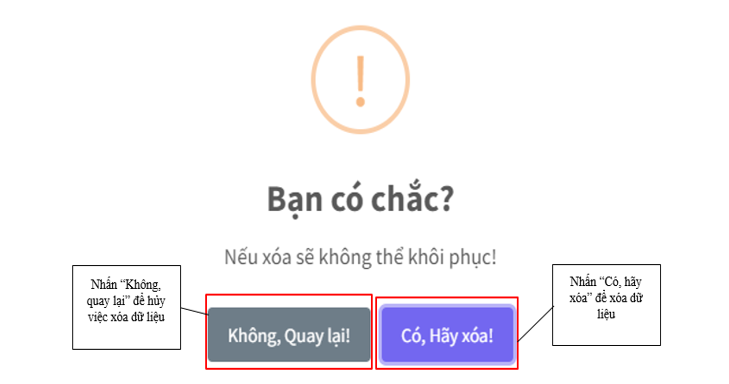 !
Bạn có chắc?
Nếu xóa sẽ không thể khôi phục!
Nhấn “Không,
quay lại” để hủy
việc xóa dữ liệu
Không, Quay lại!
Có, Hãy xóa!
Nhấn “Có, hãy
xóa” để xóa dữ
liệu